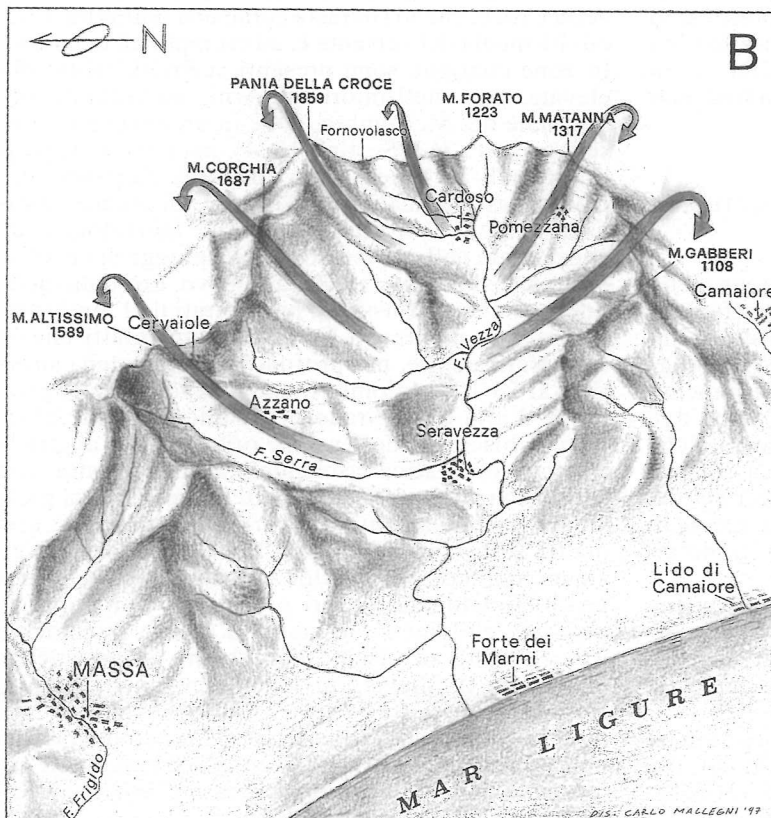 N
B
PANIA DELLA CROCE
1859
M.FORATO
1223
M.MATANNA
1317
Fornovolasco
M.CORCHIA
1687
Cardoso
Pomezzana
M.GABBERI
1108
Camaiore
M.ALTISSIMO
1589
Cervaiole
F. Vezza
Azzano
Seravezza
F. Serra
Lido di
Camaiore
Forte dei
Marmi
MASSA
MAR LIGURE
F. Frigido
DIS. CARLO MALLEGNI '97